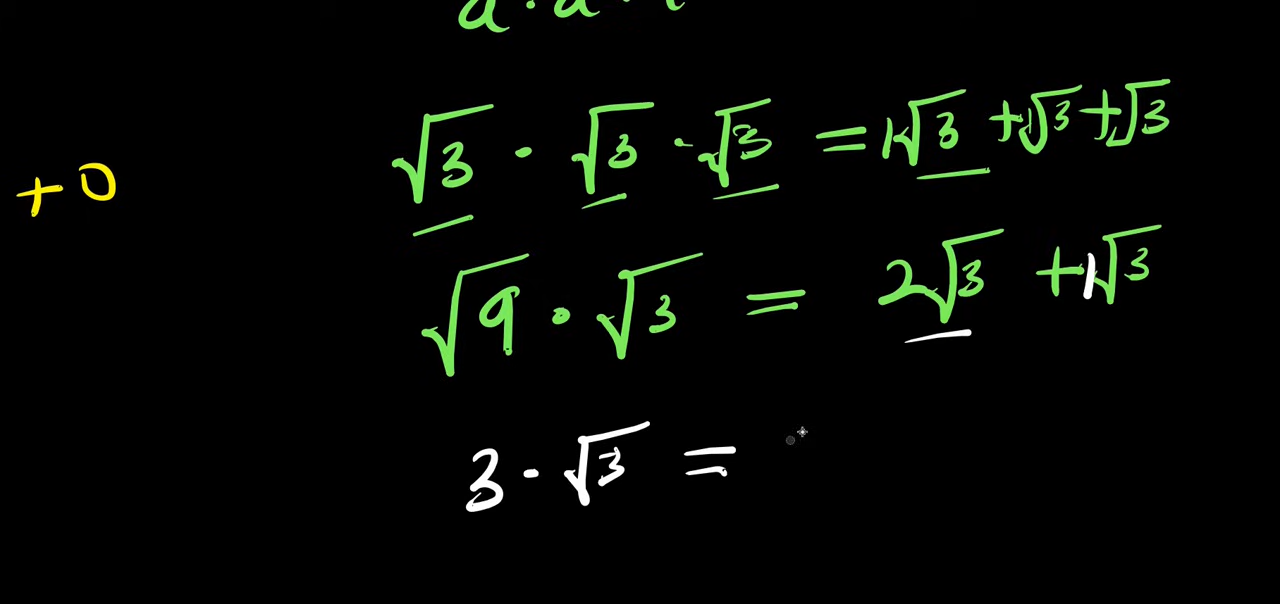 a · a ·
+ 0
√3 · √3 · √3 = 1√3 + 1√3 + 1√3
√9 · √3 = 2√3 + 1√3
3 · √3 =